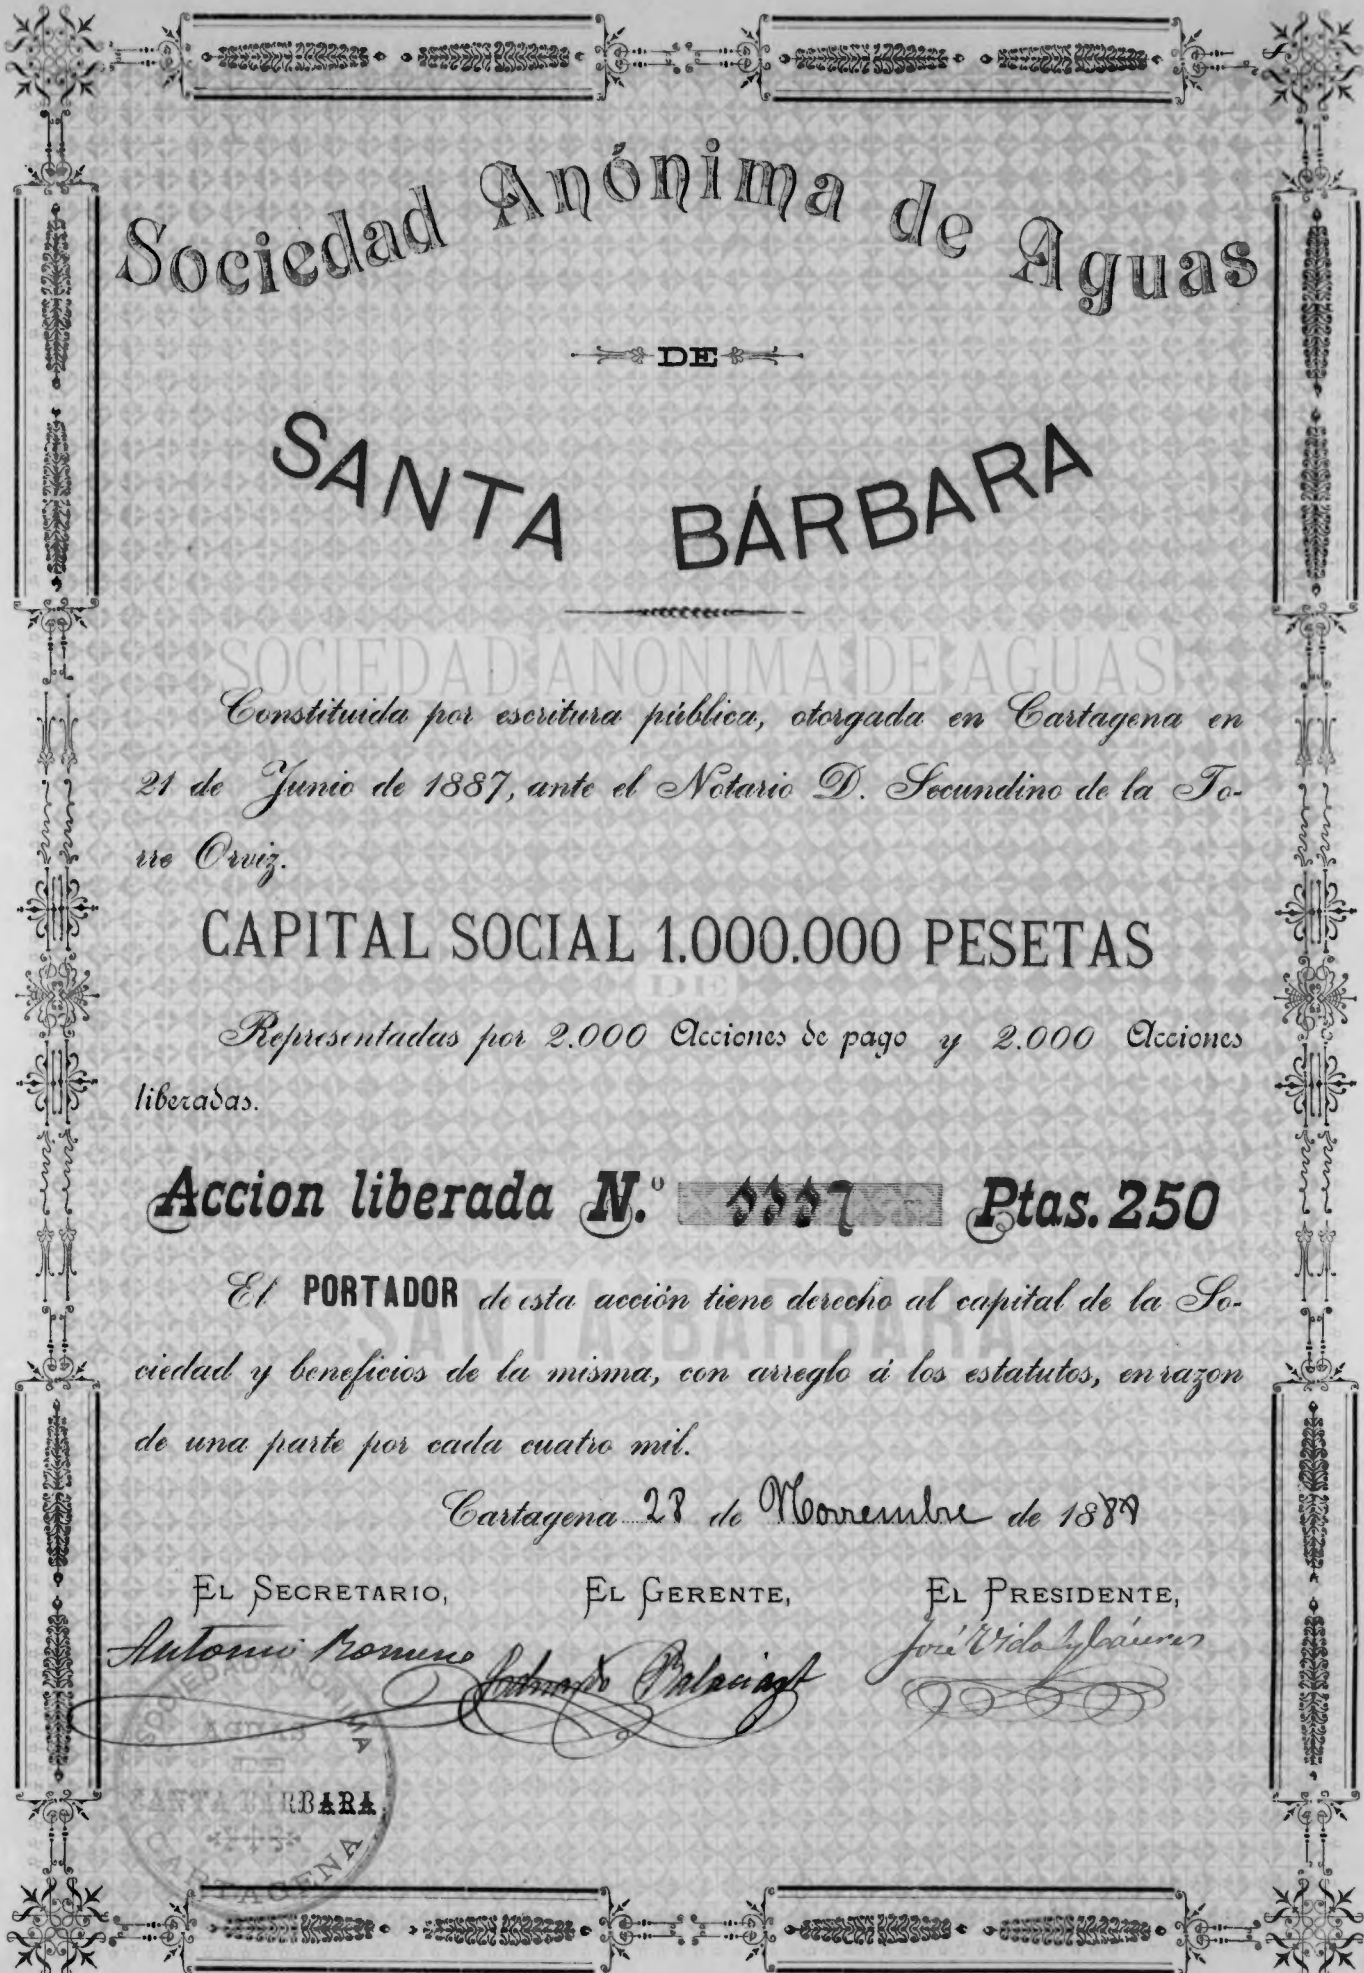 Sociedad Anónima de Aguas
DE
SANTA BÁRBARA
SOCIEDAD ANONIMA DE AGUAS
Constituida por escritura pública, otorgada en Cartagena en
21 de Junio de 1887, ante el Notario D. Secundino de la To-
rre Orviz.
CAPITAL SOCIAL 1.000.000 PESETAS
DE
Representadas por 2.000 Acciones de pago y 2.000 Acciones
liberadas.
Accion liberada N.º Ptas. 250
El PORTADOR de esta acción tiene derecho al capital de la So-
SANTA BARBARA
ciedad y beneficios de la misma, con arreglo á los estatutos, en razon
de una parte por cada cuatro mil.
Cartagena 28 de Noviembre de 188
EL SECRETARIO, EL GERENTE, EL PRESIDENTE,
Antonio Romero Eduardo José Vidal y
SOCIEDAD ANONIMA
AGUAS
DE
SANTA BÁRBARA
CARTAGENA